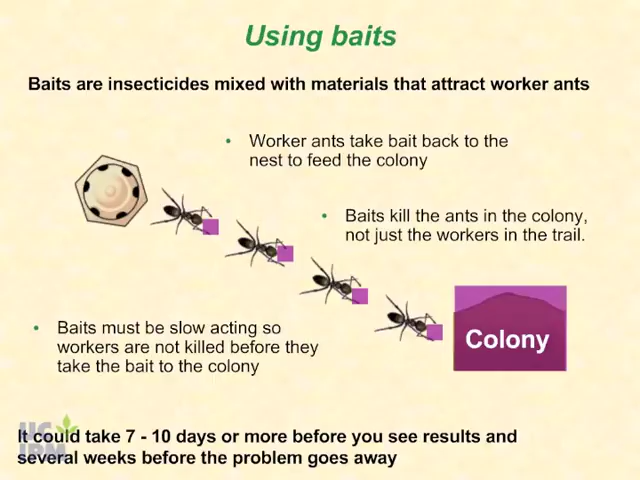 Using baits
Baits are insecticides mixed with materials that attract worker ants
• Worker ants take bait back to the
nest to feed the colony
• Baits kill the ants in the colony,
not just the workers in the trail.
Colony
• Baits must be slow acting so
workers are not killed before they
take the bait to the colony
UC
IPM
It could take 7 - 10 days or more before you see results and
several weeks before the problem goes away